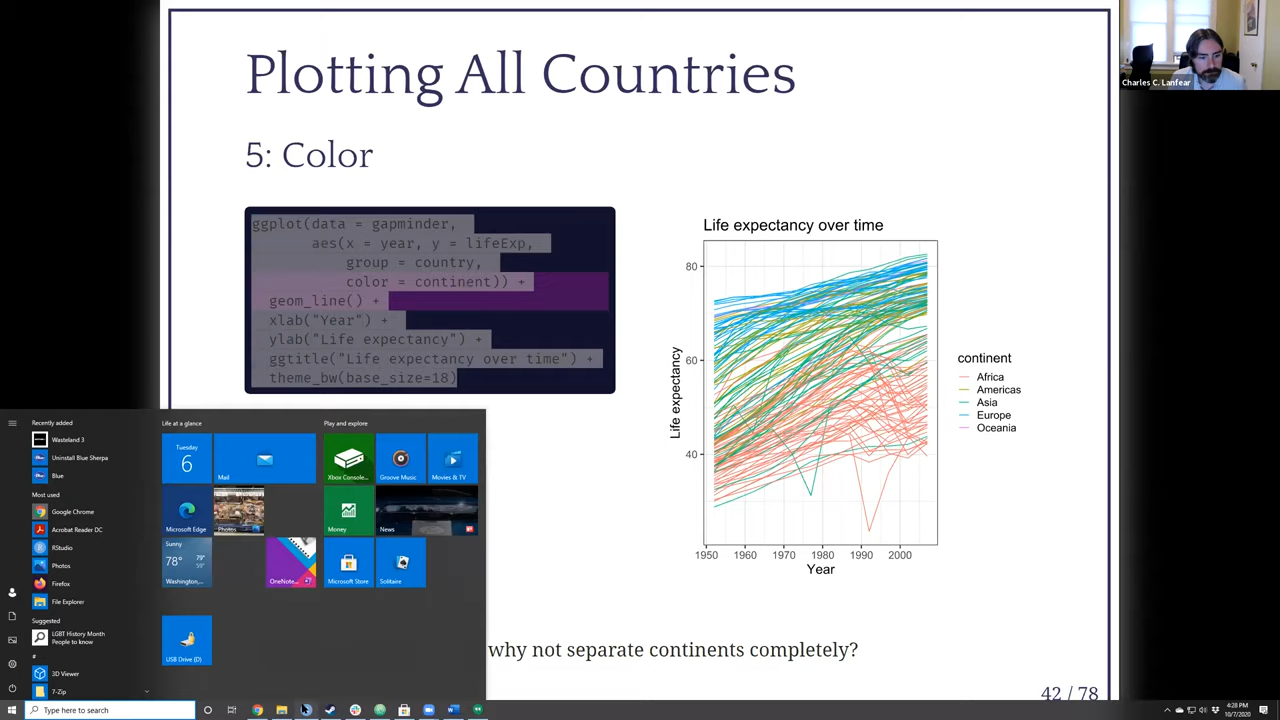 Plotting All Countries
5: Color
ggplot(data = gapminder,
aes(x = year, y = lifeExp,
group = country,
color = continent)) +
geom_line() +
xlab("Year") +
ylab("Life expectancy") +
ggtitle("Life expectancy over time") +
theme_bw(base_size=18)
Life expectancy over time
80
60
40
Life expectancy
1950 1960 1970 1980 1990 2000
Year
continent
Africa
Americas
Asia
Europe
Oceania
why not separate continents completely?
42 / 78
Charles C. Lanfear
Recently added
Wasteland 3
Uninstall Blue Sherpa
Blue
Most used
Google Chrome
Acrobat Reader DC
RStudio
Photos
Firefox
File Explorer
Suggested
LGBT History Month
People to know
#
3D Viewer
7-Zip
Life at a glance
Tuesday
6
Mail
Microsoft Edge
Photos
Sunny
78° 79°
59°
Washington,...
OneNote...
USB Drive (D)
Play and explore
Xbox Console...
Groove Music
Movies & TV
Money
News
Microsoft Store
Solitaire
Type here to search
4:28 PM
10/7/2020